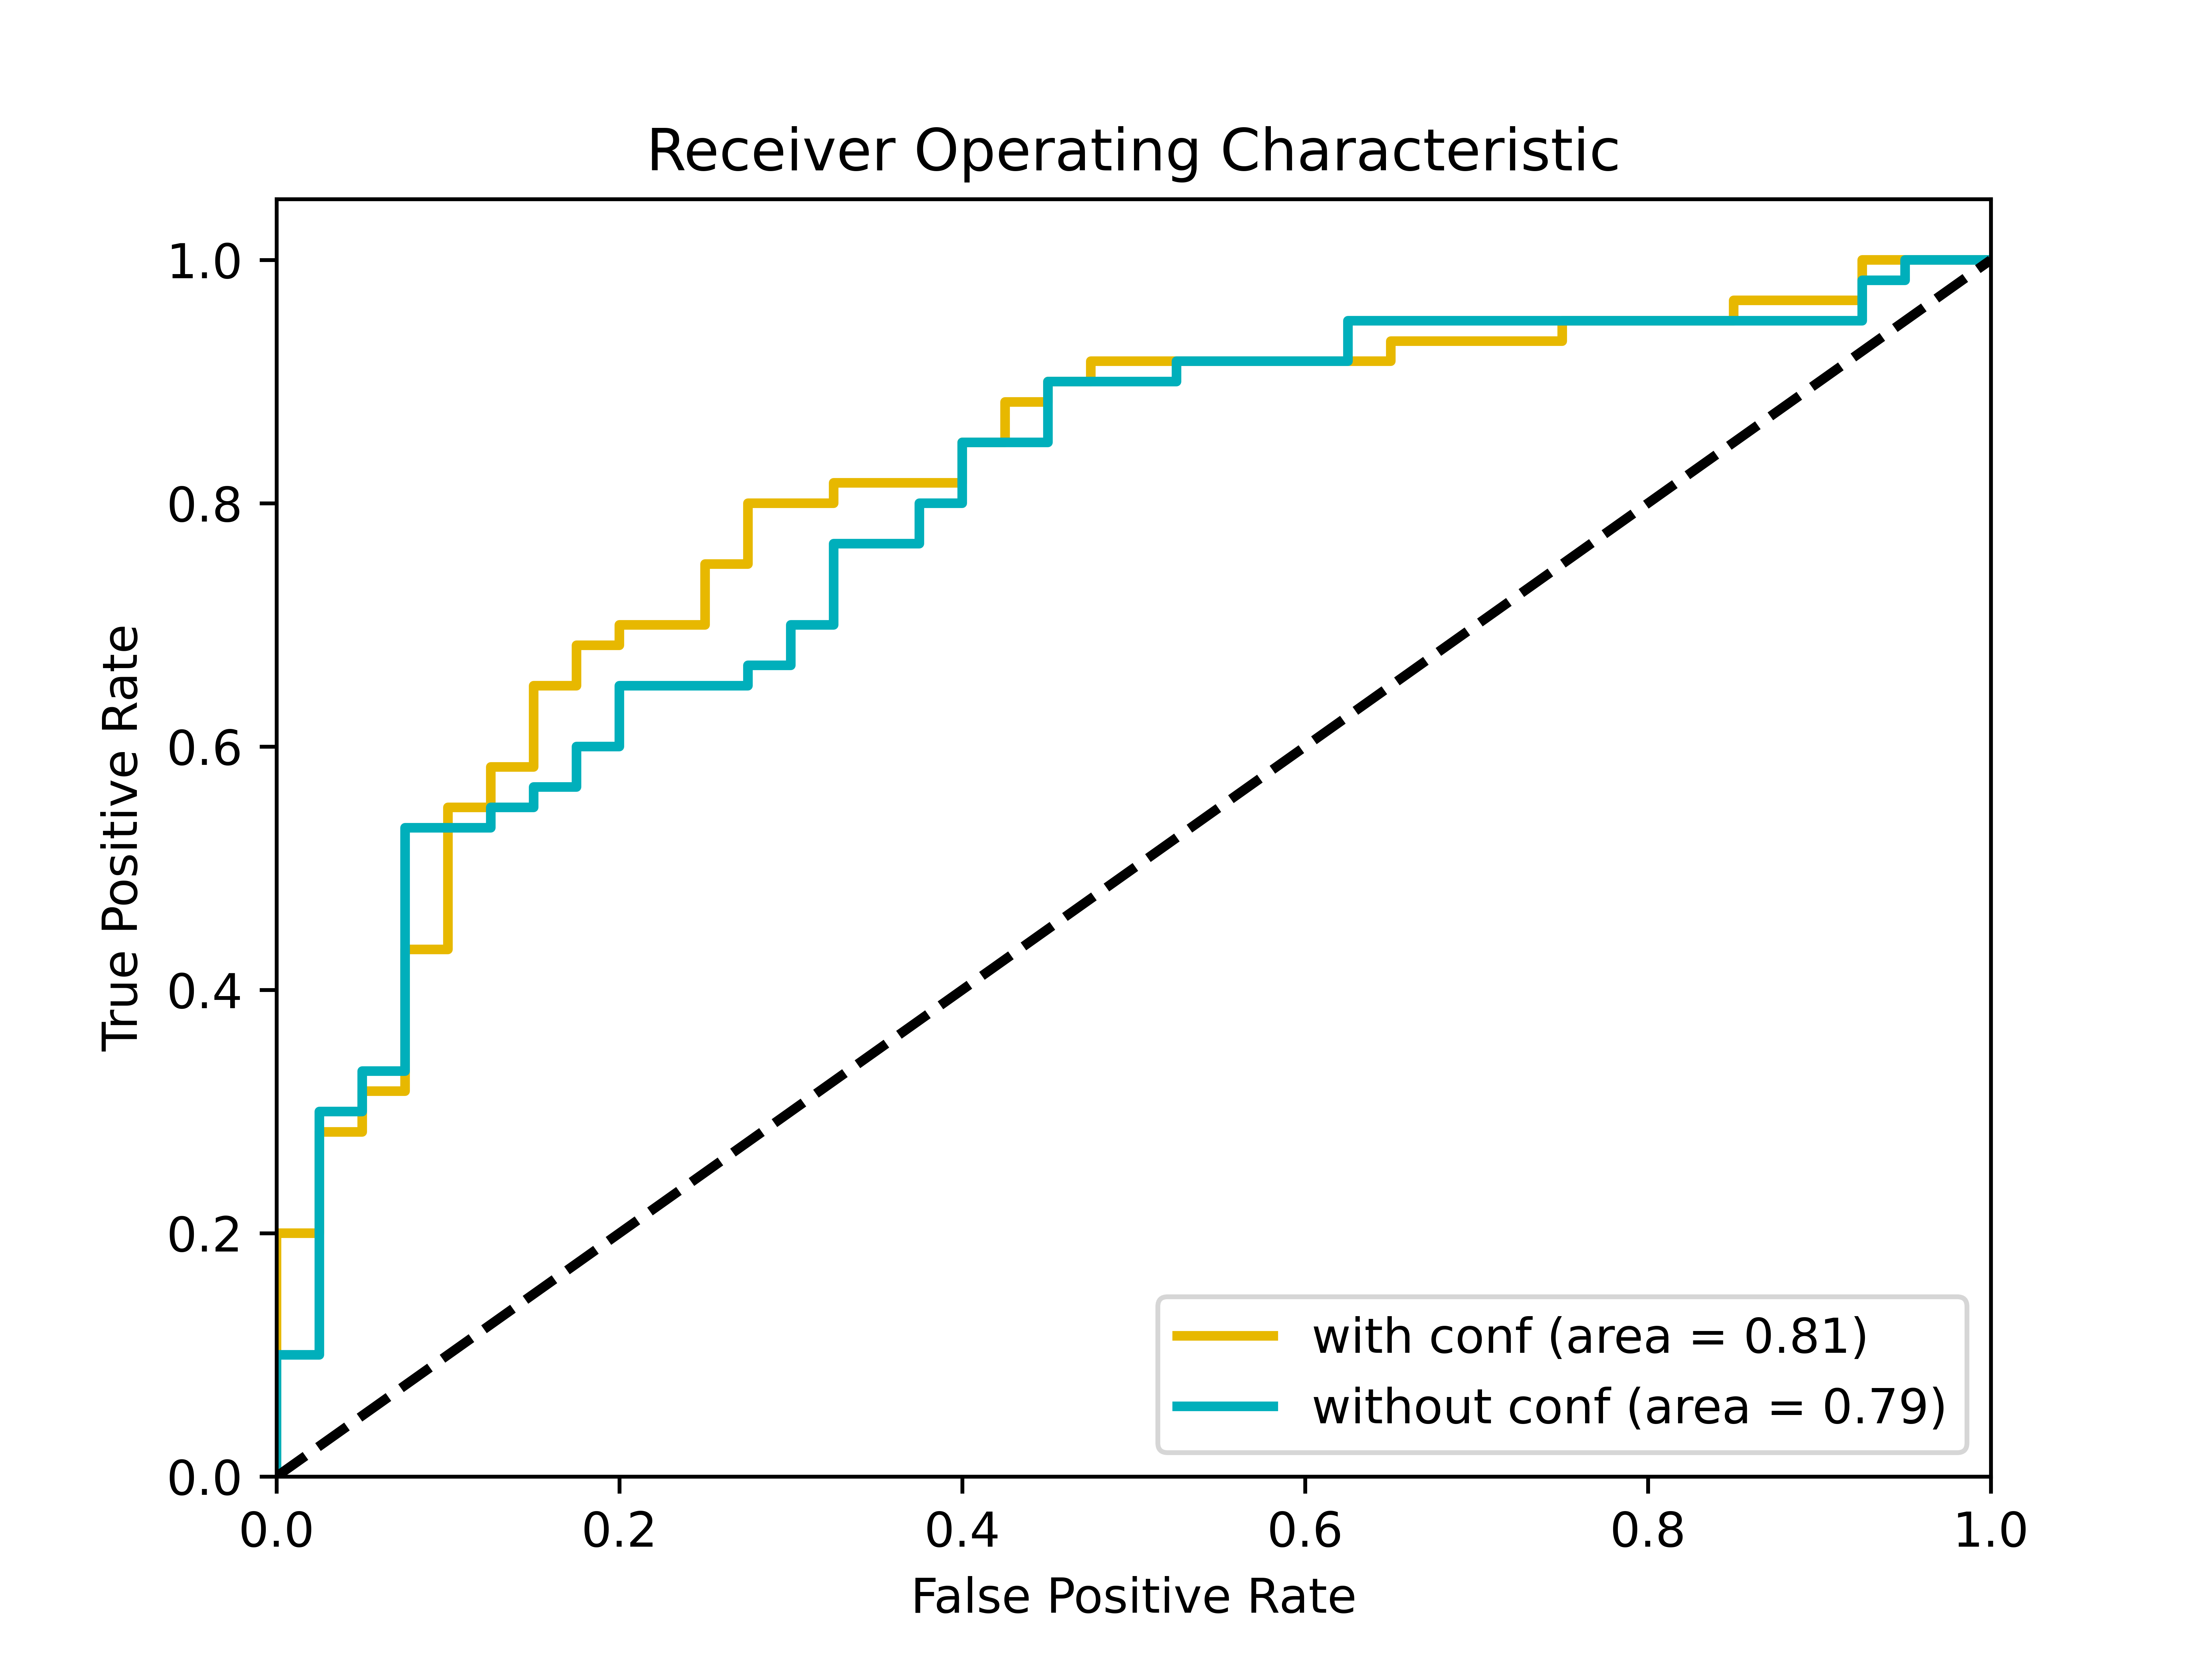 Receiver Operating Characteristic
1.0
0.8
0.6
0.4
0.2
0.0
True Positive Rate
with conf (area = 0.81)
without conf (area = 0.79)
0.0 0.2 0.4 0.6 0.8 1.0
False Positive Rate